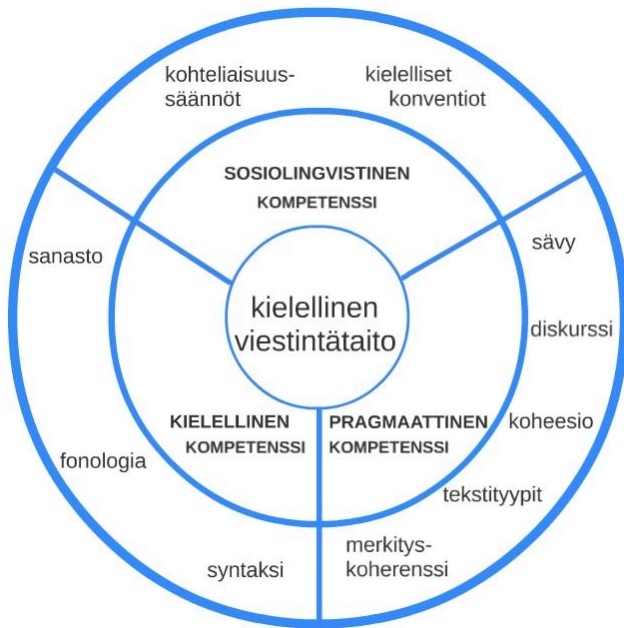 kohteliaisuus-
säännöt
kielelliset
konventiot
SOSIOLINGVISTINEN
KOMPETENSSI
sanasto
sävy
kielellinen
viestintätaito
diskurssi
KIELELLINEN
KOMPETENSSI
PRAGMAATTINEN
KOMPETENSSI
koheesio
fonologia
tekstityypit
syntaksi
merkitys-
koherenssi